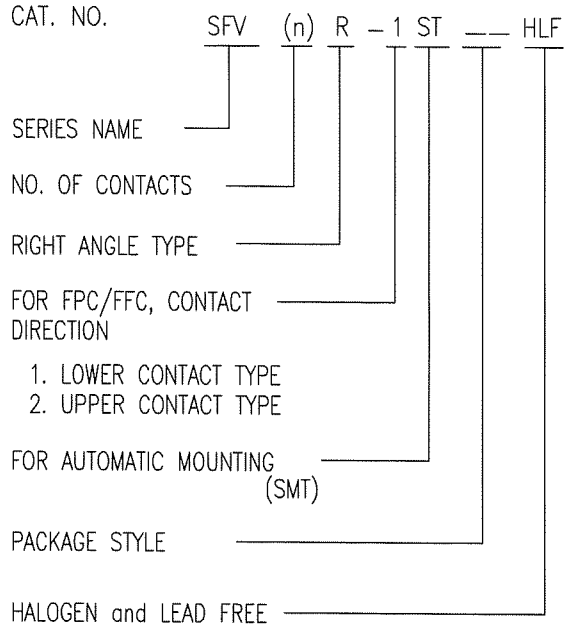 CAT. NO. SFV (n) R - 1 ST __ HLF
SERIES NAME
NO. OF CONTACTS
RIGHT ANGLE TYPE
FOR FPC/FFC, CONTACT
DIRECTION
1. LOWER CONTACT TYPE
2. UPPER CONTACT TYPE
FOR AUTOMATIC MOUNTING
(SMT)
PACKAGE STYLE
HALOGEN and LEAD FREE